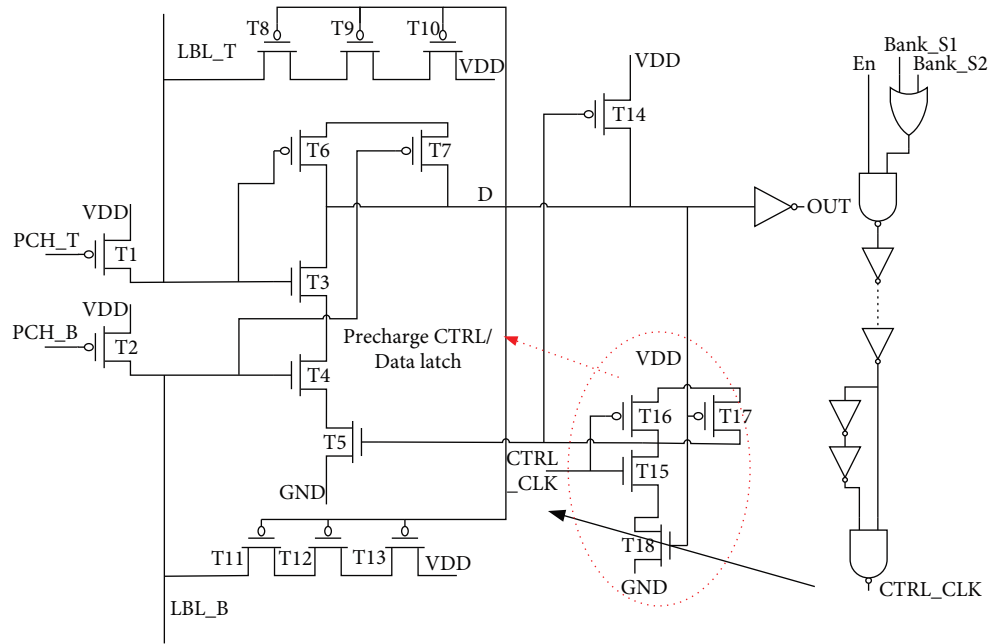 T8
T9
T10
LBL_T
VDD
Bank_S1
Bank_S2
En
VDD
T14
T6
T7
D
OUT
VDD
PCH_T
T1
T3
VDD
PCH_B
T2
Precharge CTRL/
Data latch
VDD
T4
T16
T17
T5
CTRL
_CLK
T15
GND
T18
T11
T12
T13
VDD
GND
CTRL_CLK
LBL_B